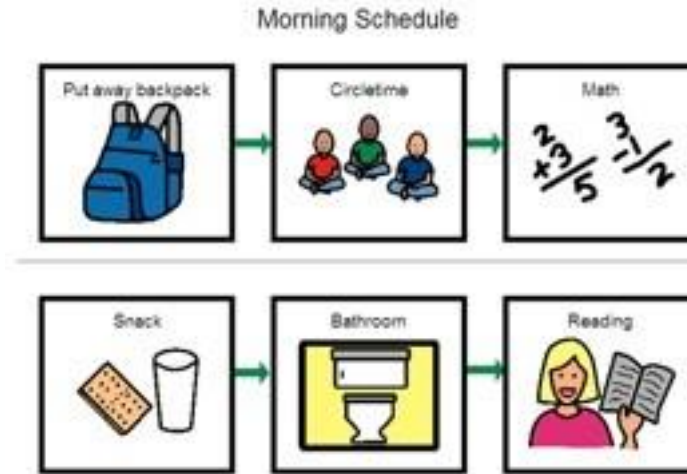 Morning Schedule
Put away backpack
Circletime
Math
2
+3
5
3
-1
2
Snack
Bathroom
Reading